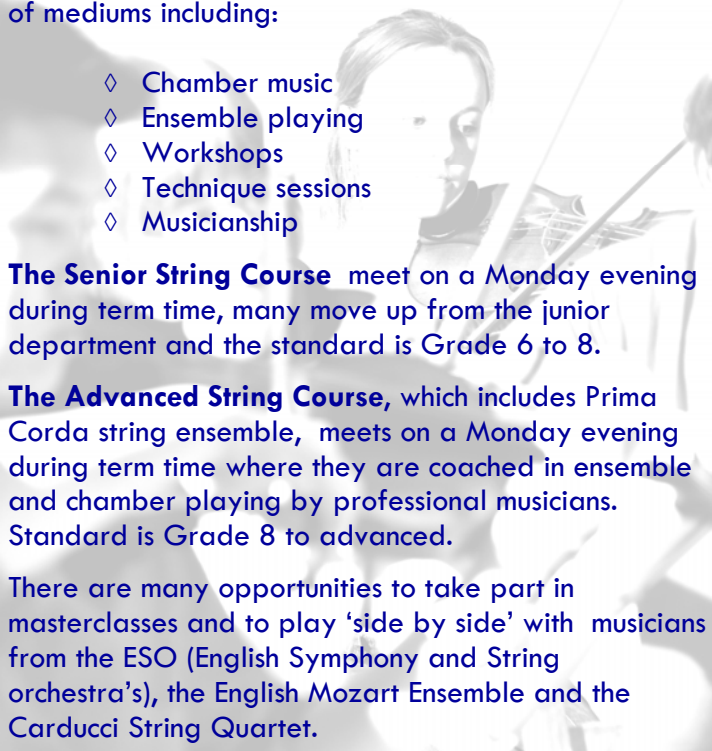 of mediums including:
◊ Chamber music
◊ Ensemble playing
◊ Workshops
◊ Technique sessions
◊ Musicianship
The Senior String Course  meet on a Monday evening
during term time, many move up from the junior
department and the standard is Grade 6 to 8.
The Advanced String Course, which includes Prima
Corda string ensemble,  meets on a Monday evening
during term time where they are coached in ensemble
and chamber playing by professional musicians.
Standard is Grade 8 to advanced.
There are many opportunities to take part in
masterclasses and to play ‘side by side’ with  musicians
from the ESO (English Symphony and String
orchestra’s), the English Mozart Ensemble and the
Carducci String Quartet.